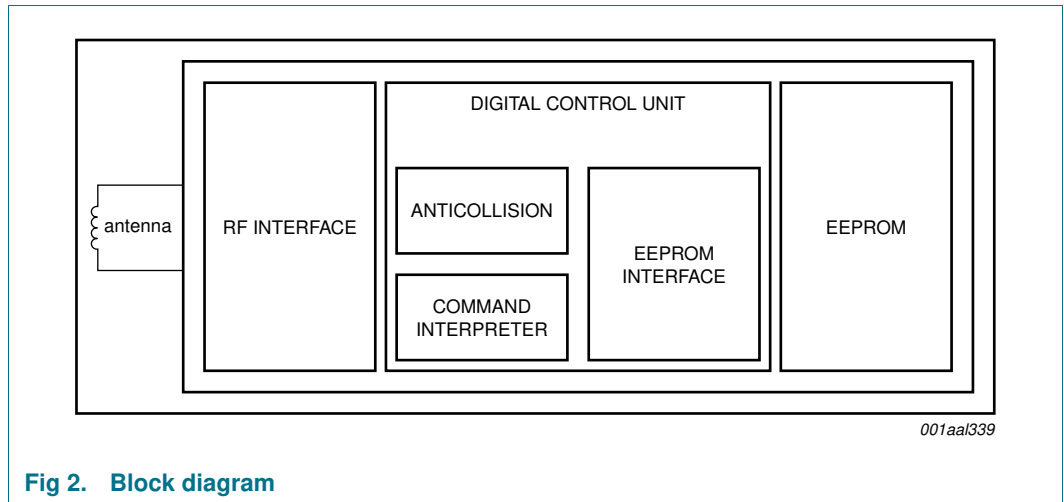 DIGITAL CONTROL UNIT
antenna
RF INTERFACE
ANTICOLLISION
COMMAND
INTERPRETER
EEPROM
INTERFACE
EEPROM
001aal339
Fig 2. Block diagram